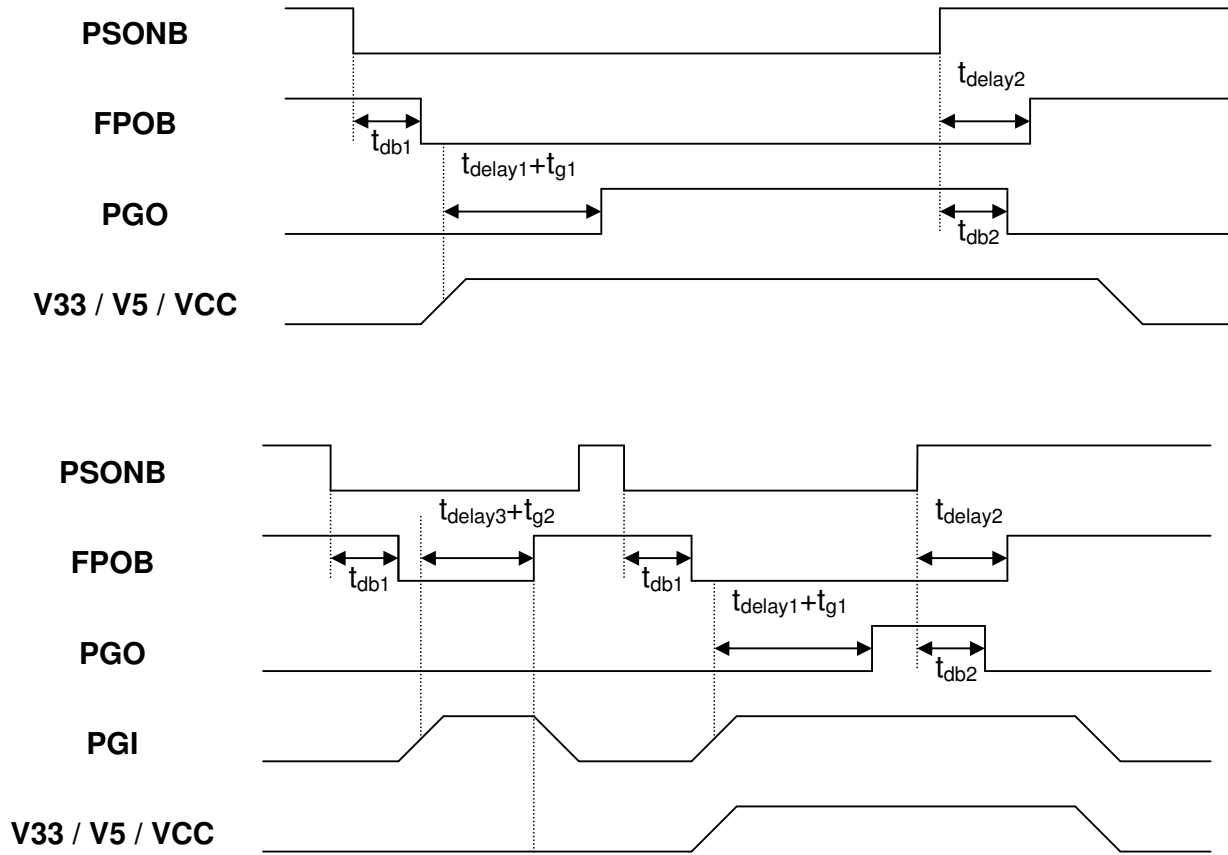 PSONB
t_delay2
FPOB
t_db1
t_delay1+t_g1
PGO
t_db2
V33 / V5 / VCC
PSONB
t_delay3+t_g2
t_delay2
FPOB
t_db1
t_db1
t_delay1+t_g1
PGO
t_db2
PGI
V33 / V5 / VCC